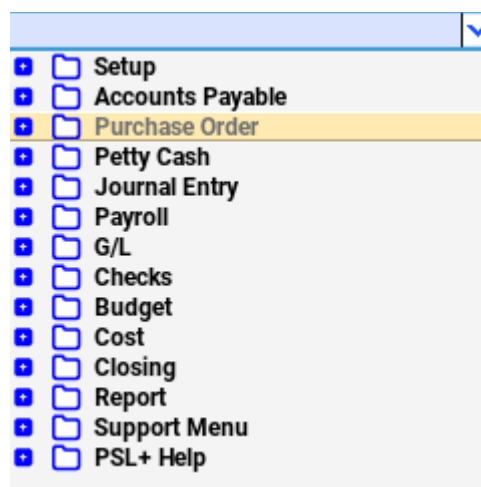 Setup
Accounts Payable
Purchase Order
Petty Cash
Journal Entry
Payroll
G/L
Checks
Budget
Cost
Closing
Report
Support Menu
PSL+ Help